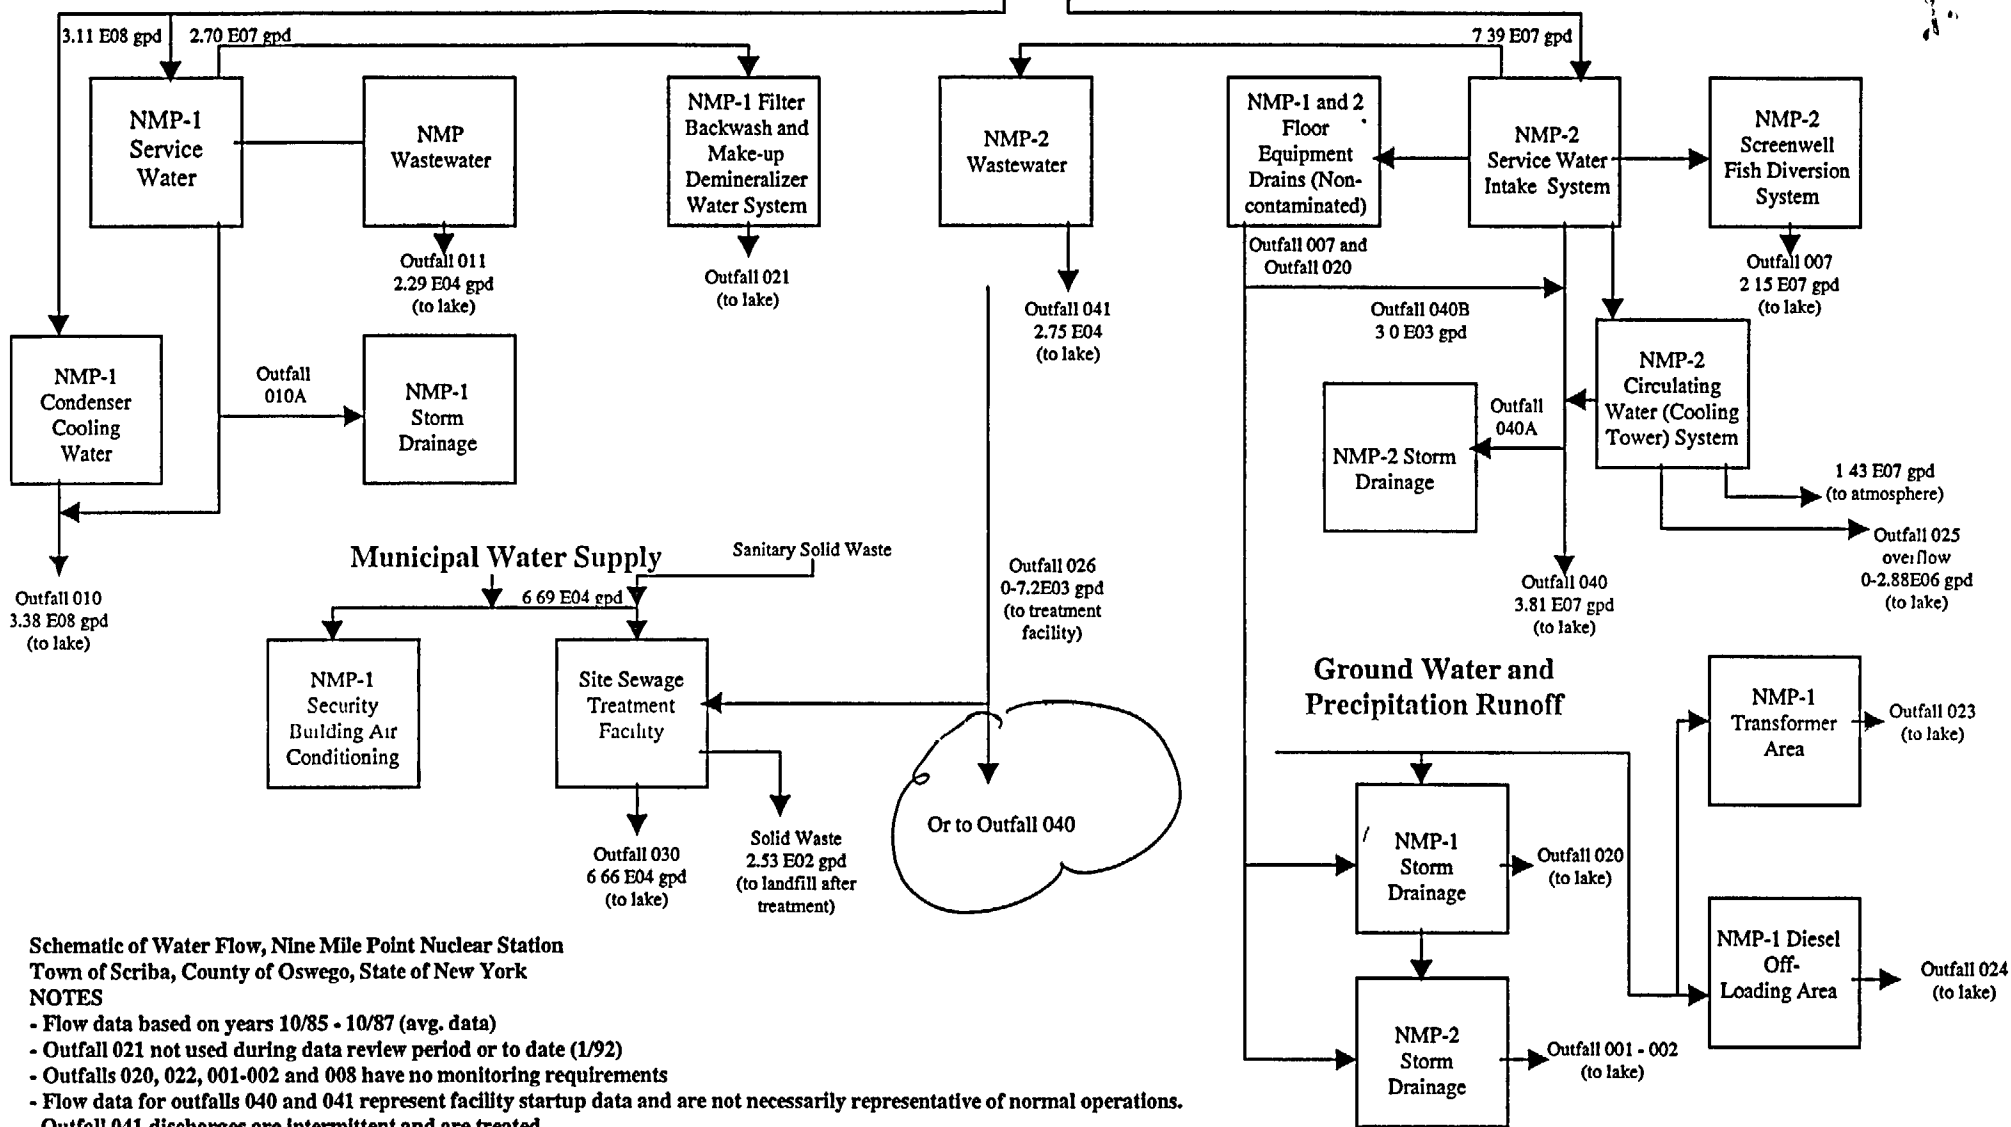 3.11 E08 gpd
2.70 E07 gpd
7 39 E07 gpd
NMP-1
Service
Water
NMP
Wastewater
NMP-1 Filter
Backwash and
Make-up
Demineralizer
Water System
NMP-2
Wastewater
NMP-1 and 2
Floor
Equipment
Drains (Non-
contaminated)
NMP-2
Service Water
Intake System
NMP-2
Screenwell
Fish Diversion
System
Outfall 011
2.29 E04 gpd
(to lake)
Outfall 021
(to lake)
Outfall 041
2.75 E04
(to lake)
Outfall 007 and
Outfall 020
Outfall 040B
3 0 E03 gpd
Outfall 007
2 15 E07 gpd
(to lake)
NMP-1
Condenser
Cooling
Water
Outfall
010A
NMP-1
Storm
Drainage
NMP-2 Storm
Drainage
Outfall
040A
NMP-2
Circulating
Water (Cooling
Tower) System
1 43 E07 gpd
(to atmosphere)
Outfall 025
overflow
0-2.88E06 gpd
(to lake)
Outfall 010
3.38 E08 gpd
(to lake)
Municipal Water Supply
Sanitary Solid Waste
6 69 E04 gpd
Outfall 026
0-7.2E03 gpd
(to treatment
facility)
Outfall 040
3.81 E07 gpd
(to lake)
NMP-1
Security
Building Air
Conditioning
Site Sewage
Treatment
Facility
Ground Water and
Precipitation Runoff
NMP-1
Transformer
Area
Outfall 023
(to lake)
Or to Outfall 040
Outfall 030
6 66 E04 gpd
(to lake)
Solid Waste
2.53 E02 gpd
(to landfill after
treatment)
NMP-1
Storm
Drainage
Outfall 020
(to lake)
NMP-1 Diesel
Off-
Loading Area
Outfall 024
(to lake)
NMP-2
Storm
Drainage
Outfall 001 - 002
(to lake)
Schematic of Water Flow, Nine Mile Point Nuclear Station
Town of Scriba, County of Oswego, State of New York
NOTES
- Flow data based on years 10/85 - 10/87 (avg. data)
- Outfall 021 not used during data review period or to date (1/92)
- Outfalls 020, 022, 001-002 and 008 have no monitoring requirements
- Flow data for outfalls 040 and 041 represent facility startup data and are not necessarily representative of normal operations.
Outfall 041 discharges are intermittent and are treated